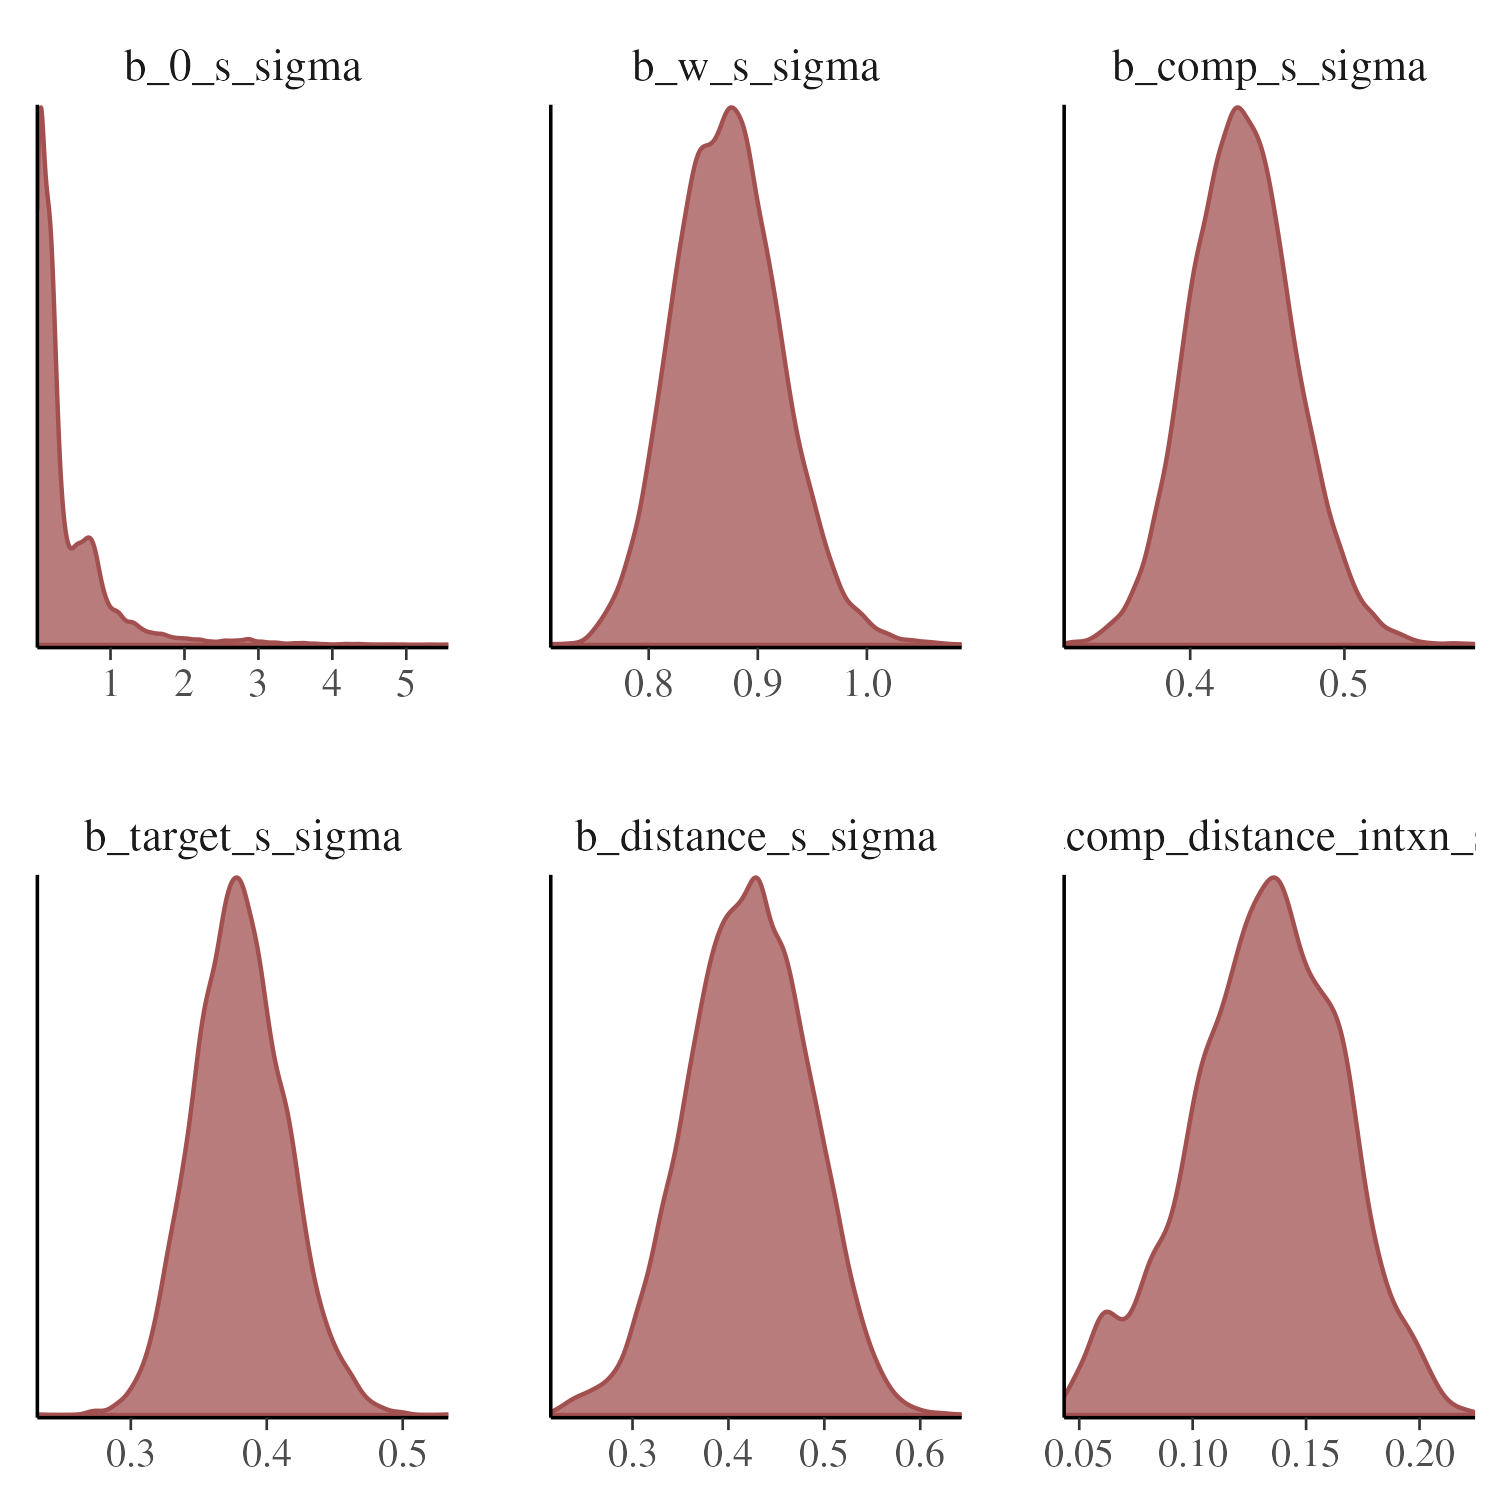 b_0_s_sigma b_w_s_sigma b_comp_s_sigma
1 2 3 4 5 0.8 0.9 1.0 0.4 0.5
b_target_s_sigma b_distance_s_sigma comp_distance_intxn_
0.3 0.4 0.5 0.3 0.4 0.5 0.6 0.05 0.10 0.15 0.20